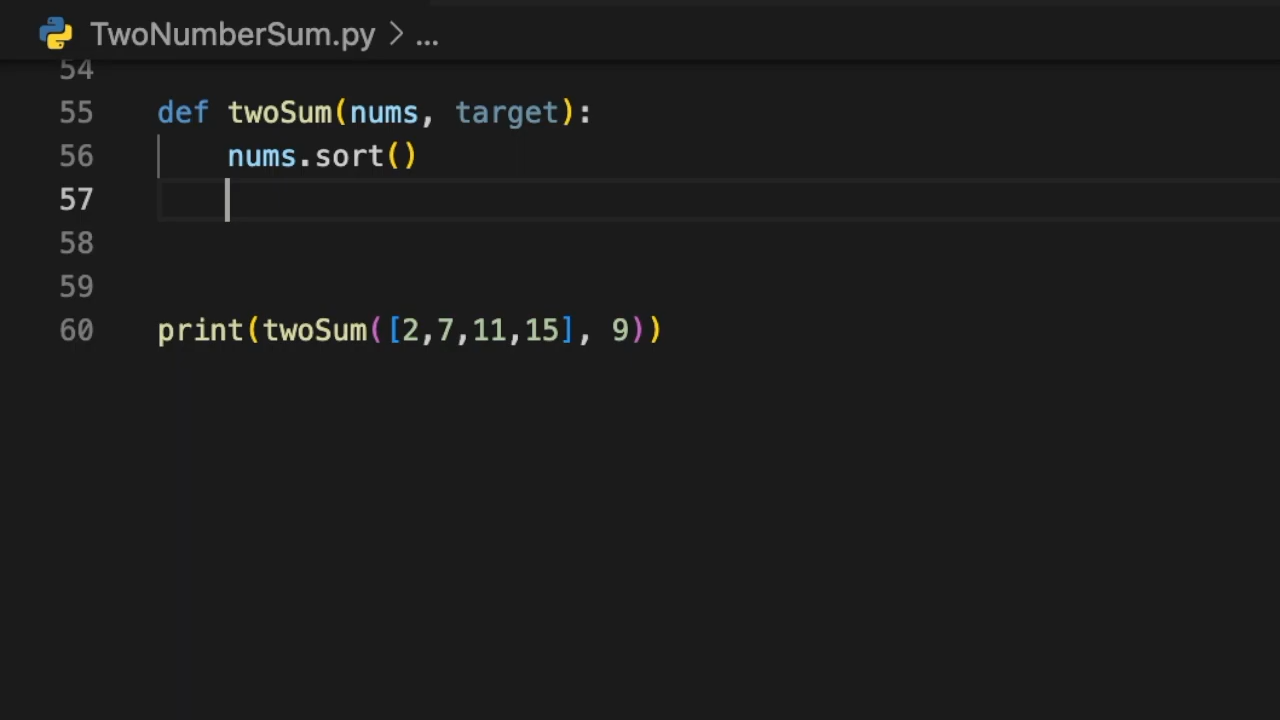 TwoNumberSum.py > ...
54
55 def twoSum(nums, target):
56     nums.sort()
57
58
59
60 print(twoSum([2,7,11,15], 9))